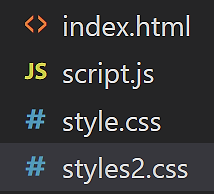 <> index.html
JS script.js
# style.css
# styles2.css